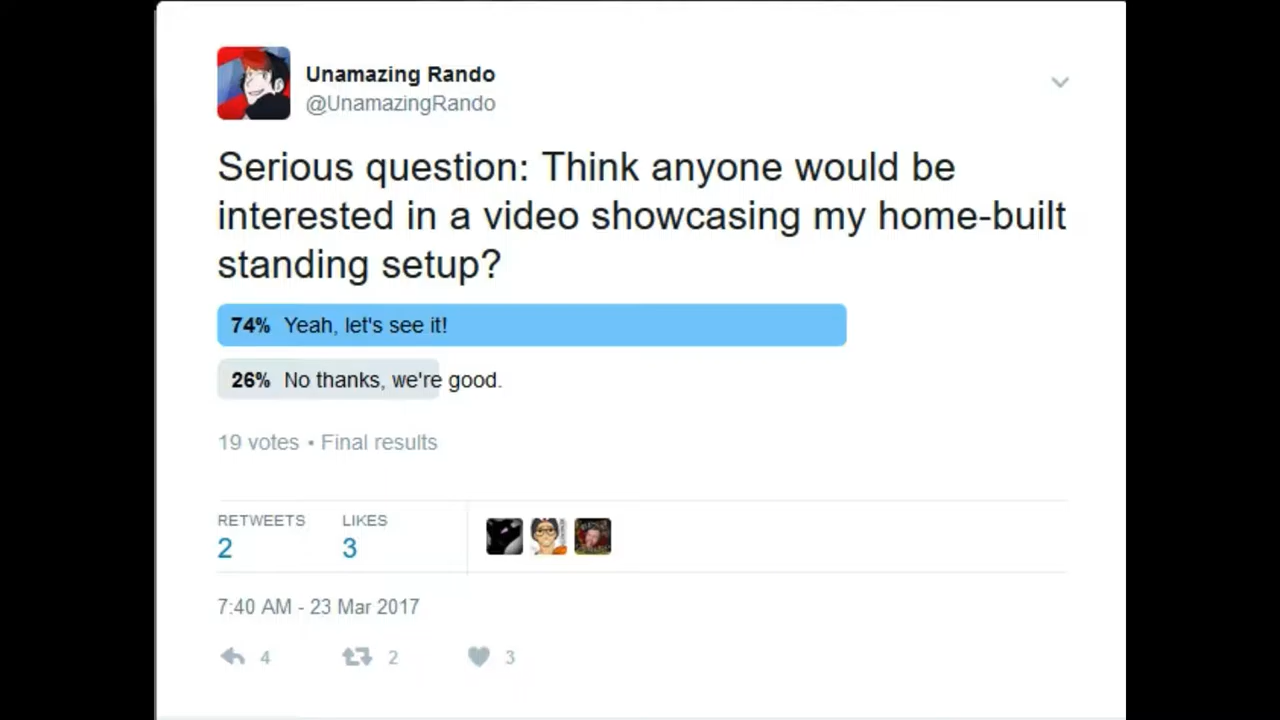 Unamazing Rando
@UnamazingRando
Serious question: Think anyone would be
interested in a video showcasing my home-built
standing setup?
74% Yeah, let's see it!
26% No thanks, we're good.
19 votes • Final results
RETWEETS LIKES
2 3
7:40 AM - 23 Mar 2017
4 2 3